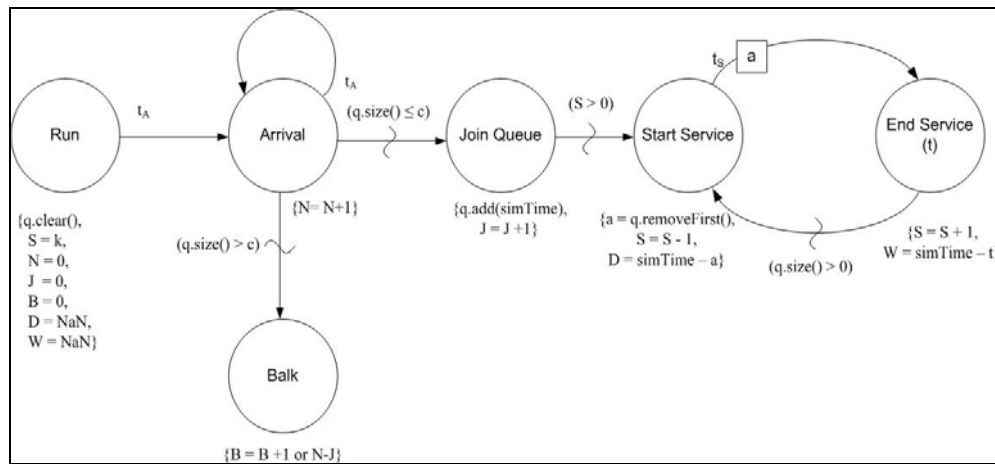 t_A
t_A
Run
Arrival
(q.size() ≤ c)
Join Queue
(S > 0)
Start Service
t_S
a
End Service
(t)
{q.clear(),
S = k,
N = 0,
J = 0,
B = 0,
D = NaN,
W = NaN}
{N= N+1}
(q.size() > c)
{q.add(simTime),
J = J +1}
{a = q.removeFirst(),
S = S - 1,
D = simTime – a}
(q.size() > 0)
{S = S + 1,
W = simTime – t}
Balk
{B = B +1 or N-J}